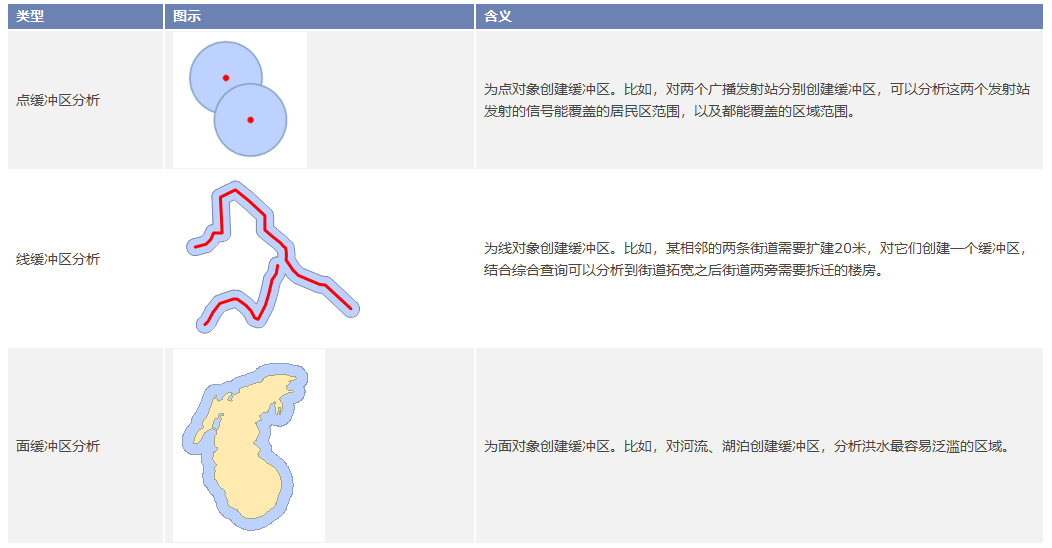 类型 图示 含义
点缓冲区分析
为点对象创建缓冲区。比如，对两个广播发射站分别创建缓冲区，可以分析这两个发射站
发射的信号能覆盖的居民区范围，以及都能覆盖的区域范围。
线缓冲区分析
为线对象创建缓冲区。比如，某相邻的两条街道需要扩建20米，对它们创建一个缓冲区，
结合综合查询可以分析到街道拓宽之后街道两旁需要拆迁的楼房。
面缓冲区分析
为面对象创建缓冲区。比如，对河流、湖泊创建缓冲区，分析洪水最容易泛滥的区域。